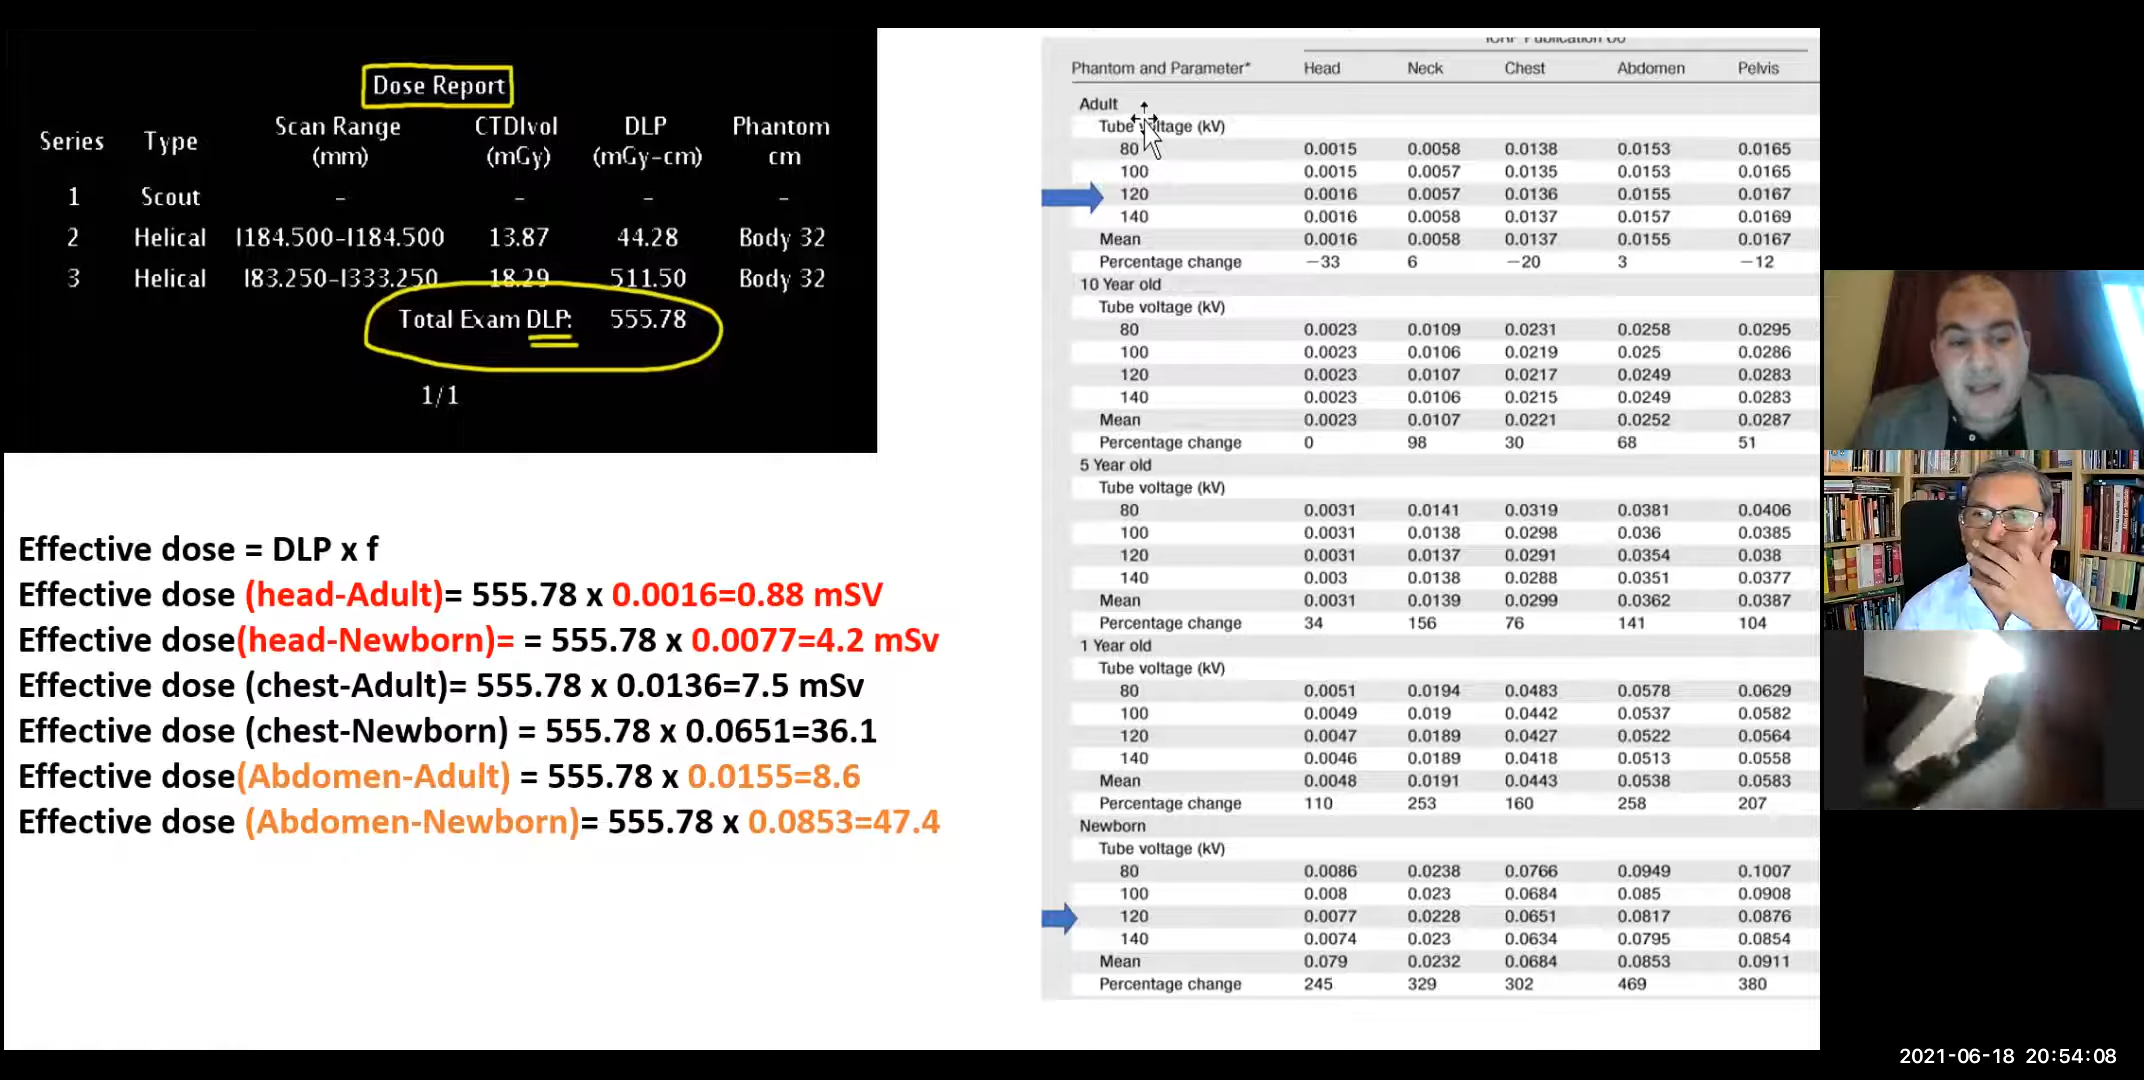 Dose Report
Series Type Scan Range (mm) CTDIvol (mGy) DLP (mGy-cm) Phantom cm
1 Scout - - - -
2 Helical I184.500-I184.500 13.87 44.28 Body 32
3 Helical I83.250-I333.250 18.29 511.50 Body 32
Total Exam DLP: 555.78
1/1
Effective dose = DLP x f
Effective dose (head-Adult)= 555.78 x 0.0016=0.88 mSV
Effective dose(head-Newborn)= = 555.78 x 0.0077=4.2 mSv
Effective dose (chest-Adult)= 555.78 x 0.0136=7.5 mSv
Effective dose (chest-Newborn) = 555.78 x 0.0651=36.1
Effective dose(Abdomen-Adult) = 555.78 x 0.0155=8.6
Effective dose (Abdomen-Newborn)= 555.78 x 0.0853=47.4
Phantom and Parameter* Head Neck Chest Abdomen Pelvis
Adult
Tube voltage (kV)
80 0.0015 0.0058 0.0138 0.0153 0.0165
100 0.0015 0.0057 0.0135 0.0153 0.0165
120 0.0016 0.0057 0.0136 0.0155 0.0167
140 0.0016 0.0058 0.0137 0.0157 0.0169
Mean 0.0016 0.0058 0.0137 0.0155 0.0167
Percentage change −33 6 −20 3 −12
10 Year old
Tube voltage (kV)
80 0.0023 0.0109 0.0231 0.0258 0.0295
100 0.0023 0.0106 0.0219 0.025 0.0286
120 0.0023 0.0107 0.0217 0.0249 0.0283
140 0.0023 0.0106 0.0215 0.0249 0.0283
Mean 0.0023 0.0107 0.0221 0.0252 0.0287
Percentage change 0 98 30 68 51
5 Year old
Tube voltage (kV)
80 0.0031 0.0141 0.0319 0.0381 0.0406
100 0.0031 0.0138 0.0298 0.036 0.0385
120 0.0031 0.0137 0.0291 0.0354 0.038
140 0.003 0.0138 0.0288 0.0351 0.0377
Mean 0.0031 0.0139 0.0299 0.0362 0.0387
Percentage change 34 156 76 141 104
1 Year old
Tube voltage (kV)
80 0.0051 0.0194 0.0483 0.0578 0.0629
100 0.0049 0.019 0.0442 0.0537 0.0582
120 0.0047 0.0189 0.0427 0.0522 0.0564
140 0.0046 0.0189 0.0418 0.0513 0.0558
Mean 0.0048 0.0191 0.0443 0.0538 0.0583
Percentage change 110 253 160 258 207
Newborn
Tube voltage (kV)
80 0.0086 0.0238 0.0766 0.0949 0.1007
100 0.008 0.023 0.0684 0.085 0.0908
120 0.0077 0.0228 0.0651 0.0817 0.0876
140 0.0074 0.023 0.0634 0.0795 0.0854
Mean 0.079 0.0232 0.0684 0.0853 0.0911
Percentage change 245 329 302 469 380
2021-06-18 20:54:08